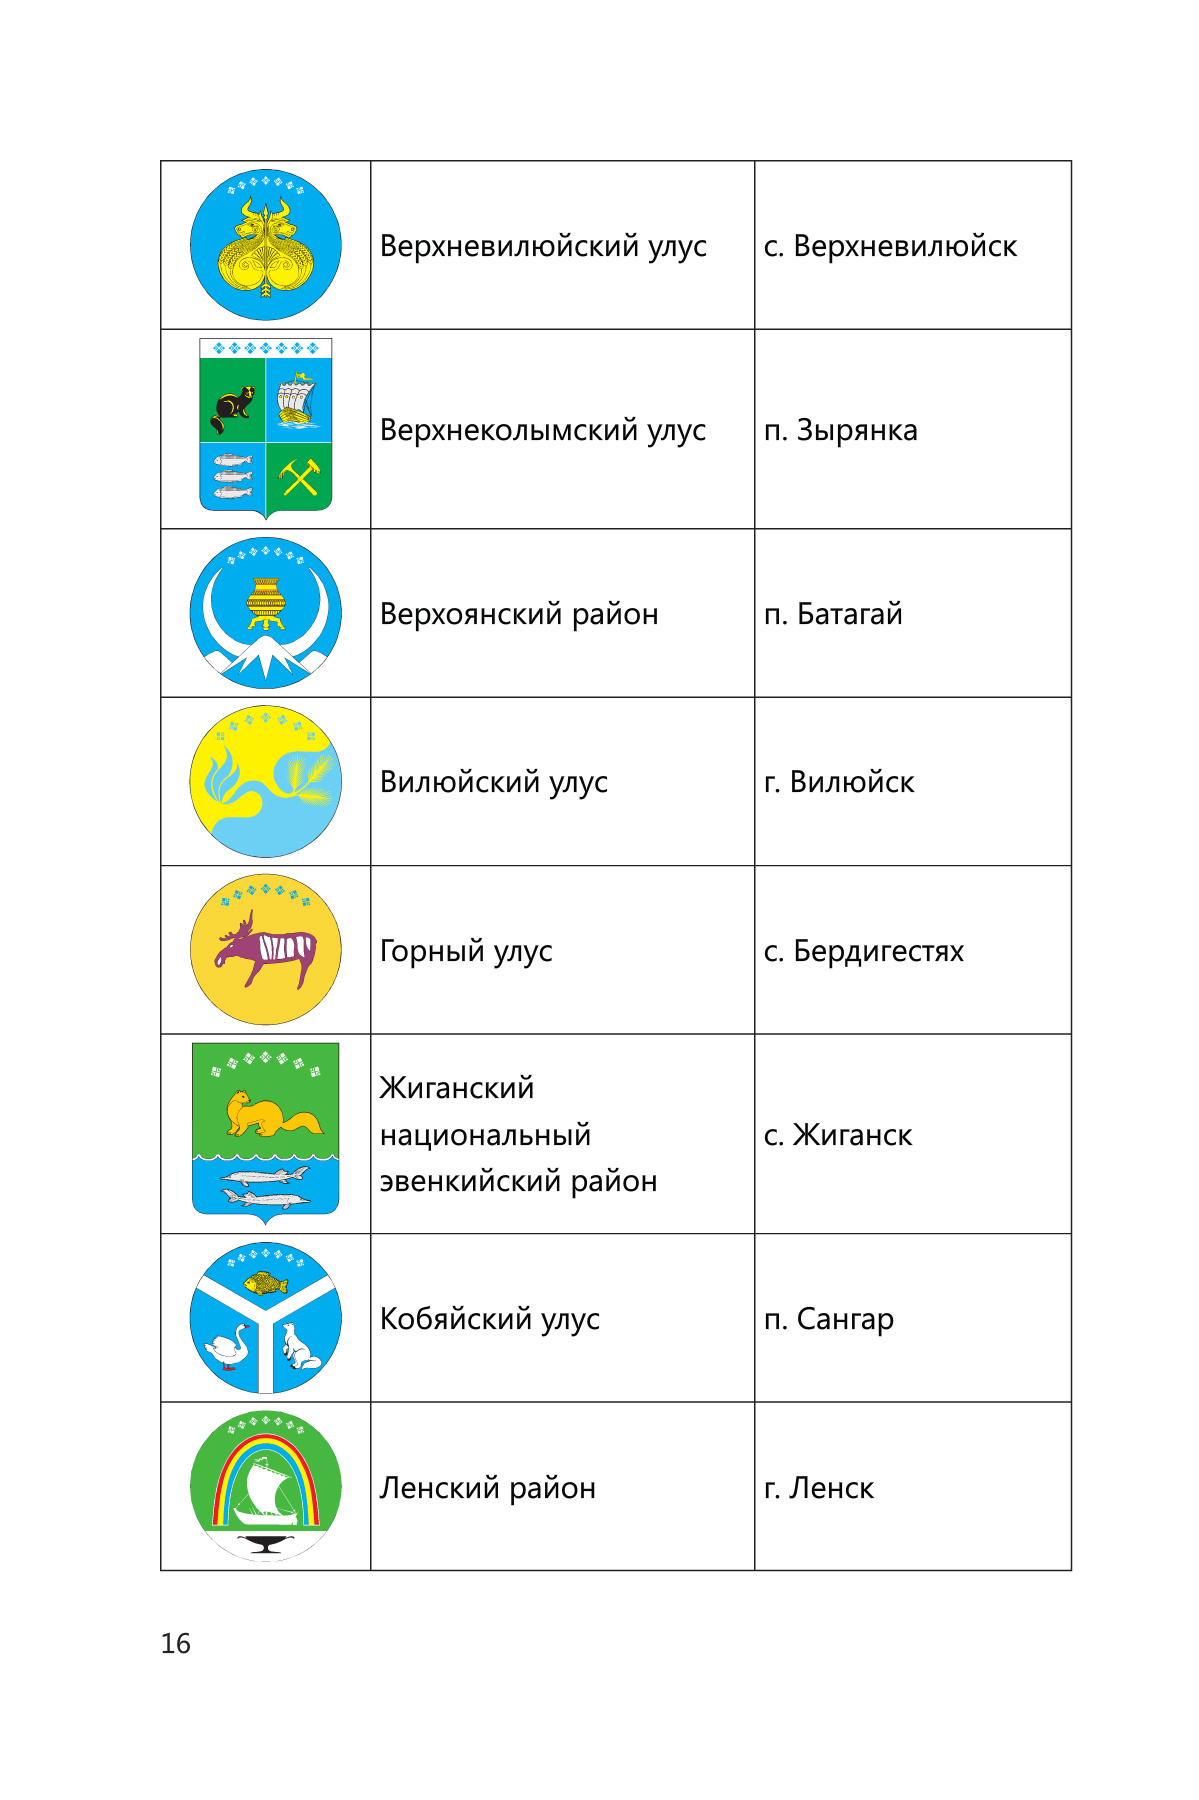 Верхневилюйский улус
с. Верхневилюйск
Верхнеколымский улус
п. Зырянка
Верхоянский район
п. Батагай
Вилюйский улус
г. Вилюйск
Горный улус
с. Бердигестях
Жиганский
национальный
эвенкийский район
с. Жиганск
Кобяйский улус
п. Сангар
Ленский район
г. Ленск
16